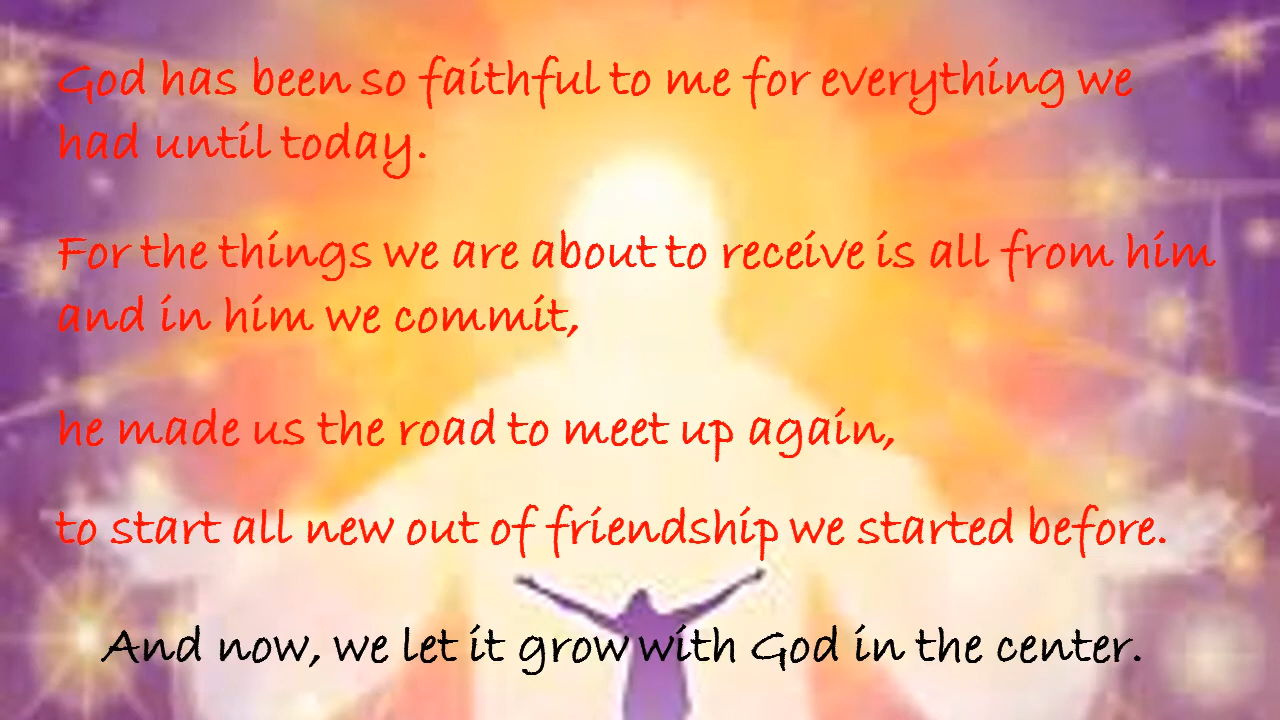 God has been so faithful to me for everything we
had until today.
For the things we are about to receive is all from him
and in him we commit,
he made us the road to meet up again,
to start all new out of friendship we started before.
And now, we let it grow with God in the center.